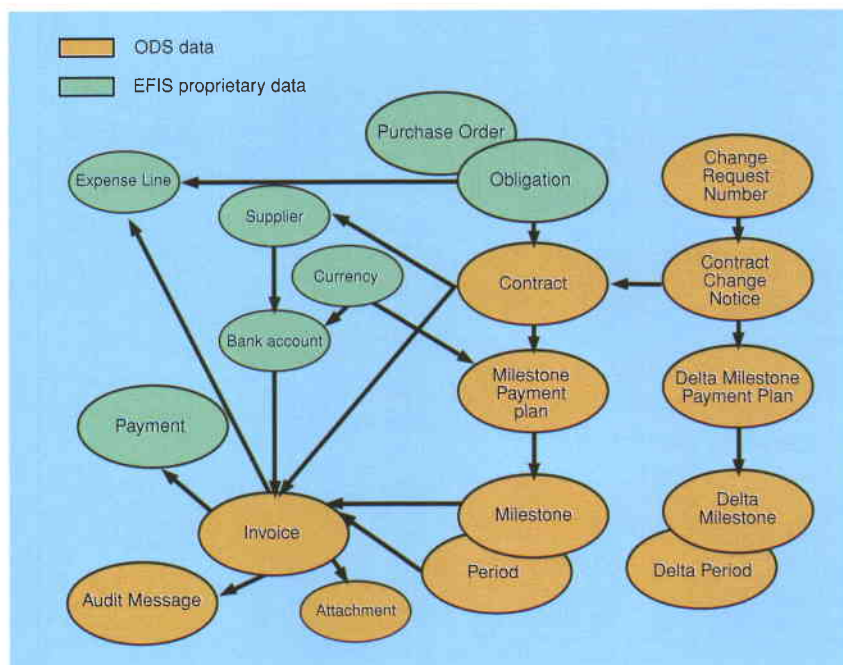 ODS data
EFIS proprietary data
Purchase Order
Expense Line
Obligation
Change
Request
Number
Supplier
Currency
Contract
Contract
Change
Notice
Bank account
Milestone
Payment
plan
Delta Milestone
Payment Plan
Payment
Invoice
Milestone
Delta
Milestone
Period
Delta Period
Audit Message
Attachment